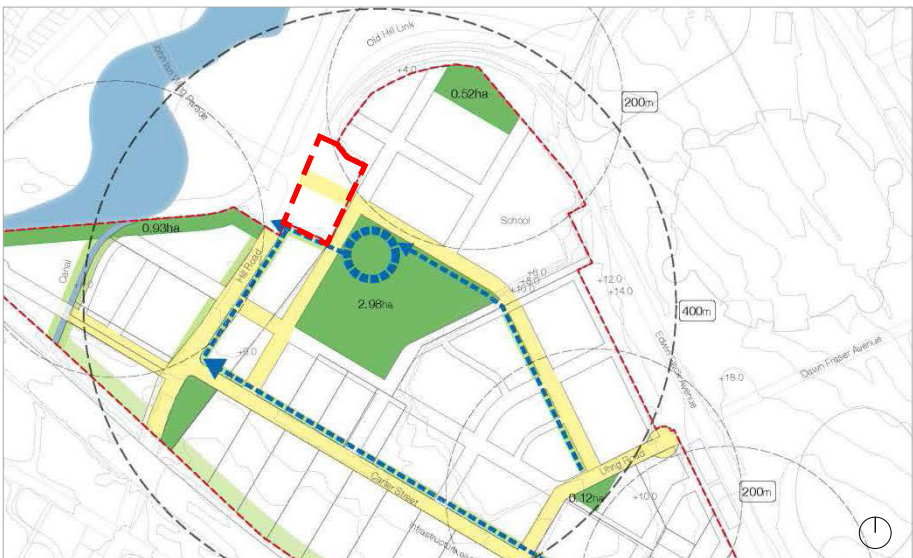 Old Hill Link
+4.0
0.52ha
200m
School
0.93ha
Canal
Hill Road
2.98ha
+8.0
+8.0
+10.0
+12.0
+14.0
400m
Dawn Fraser Avenue
+18.0
Uhrig Road
0.12ha
+10.0
200m
Carter Street